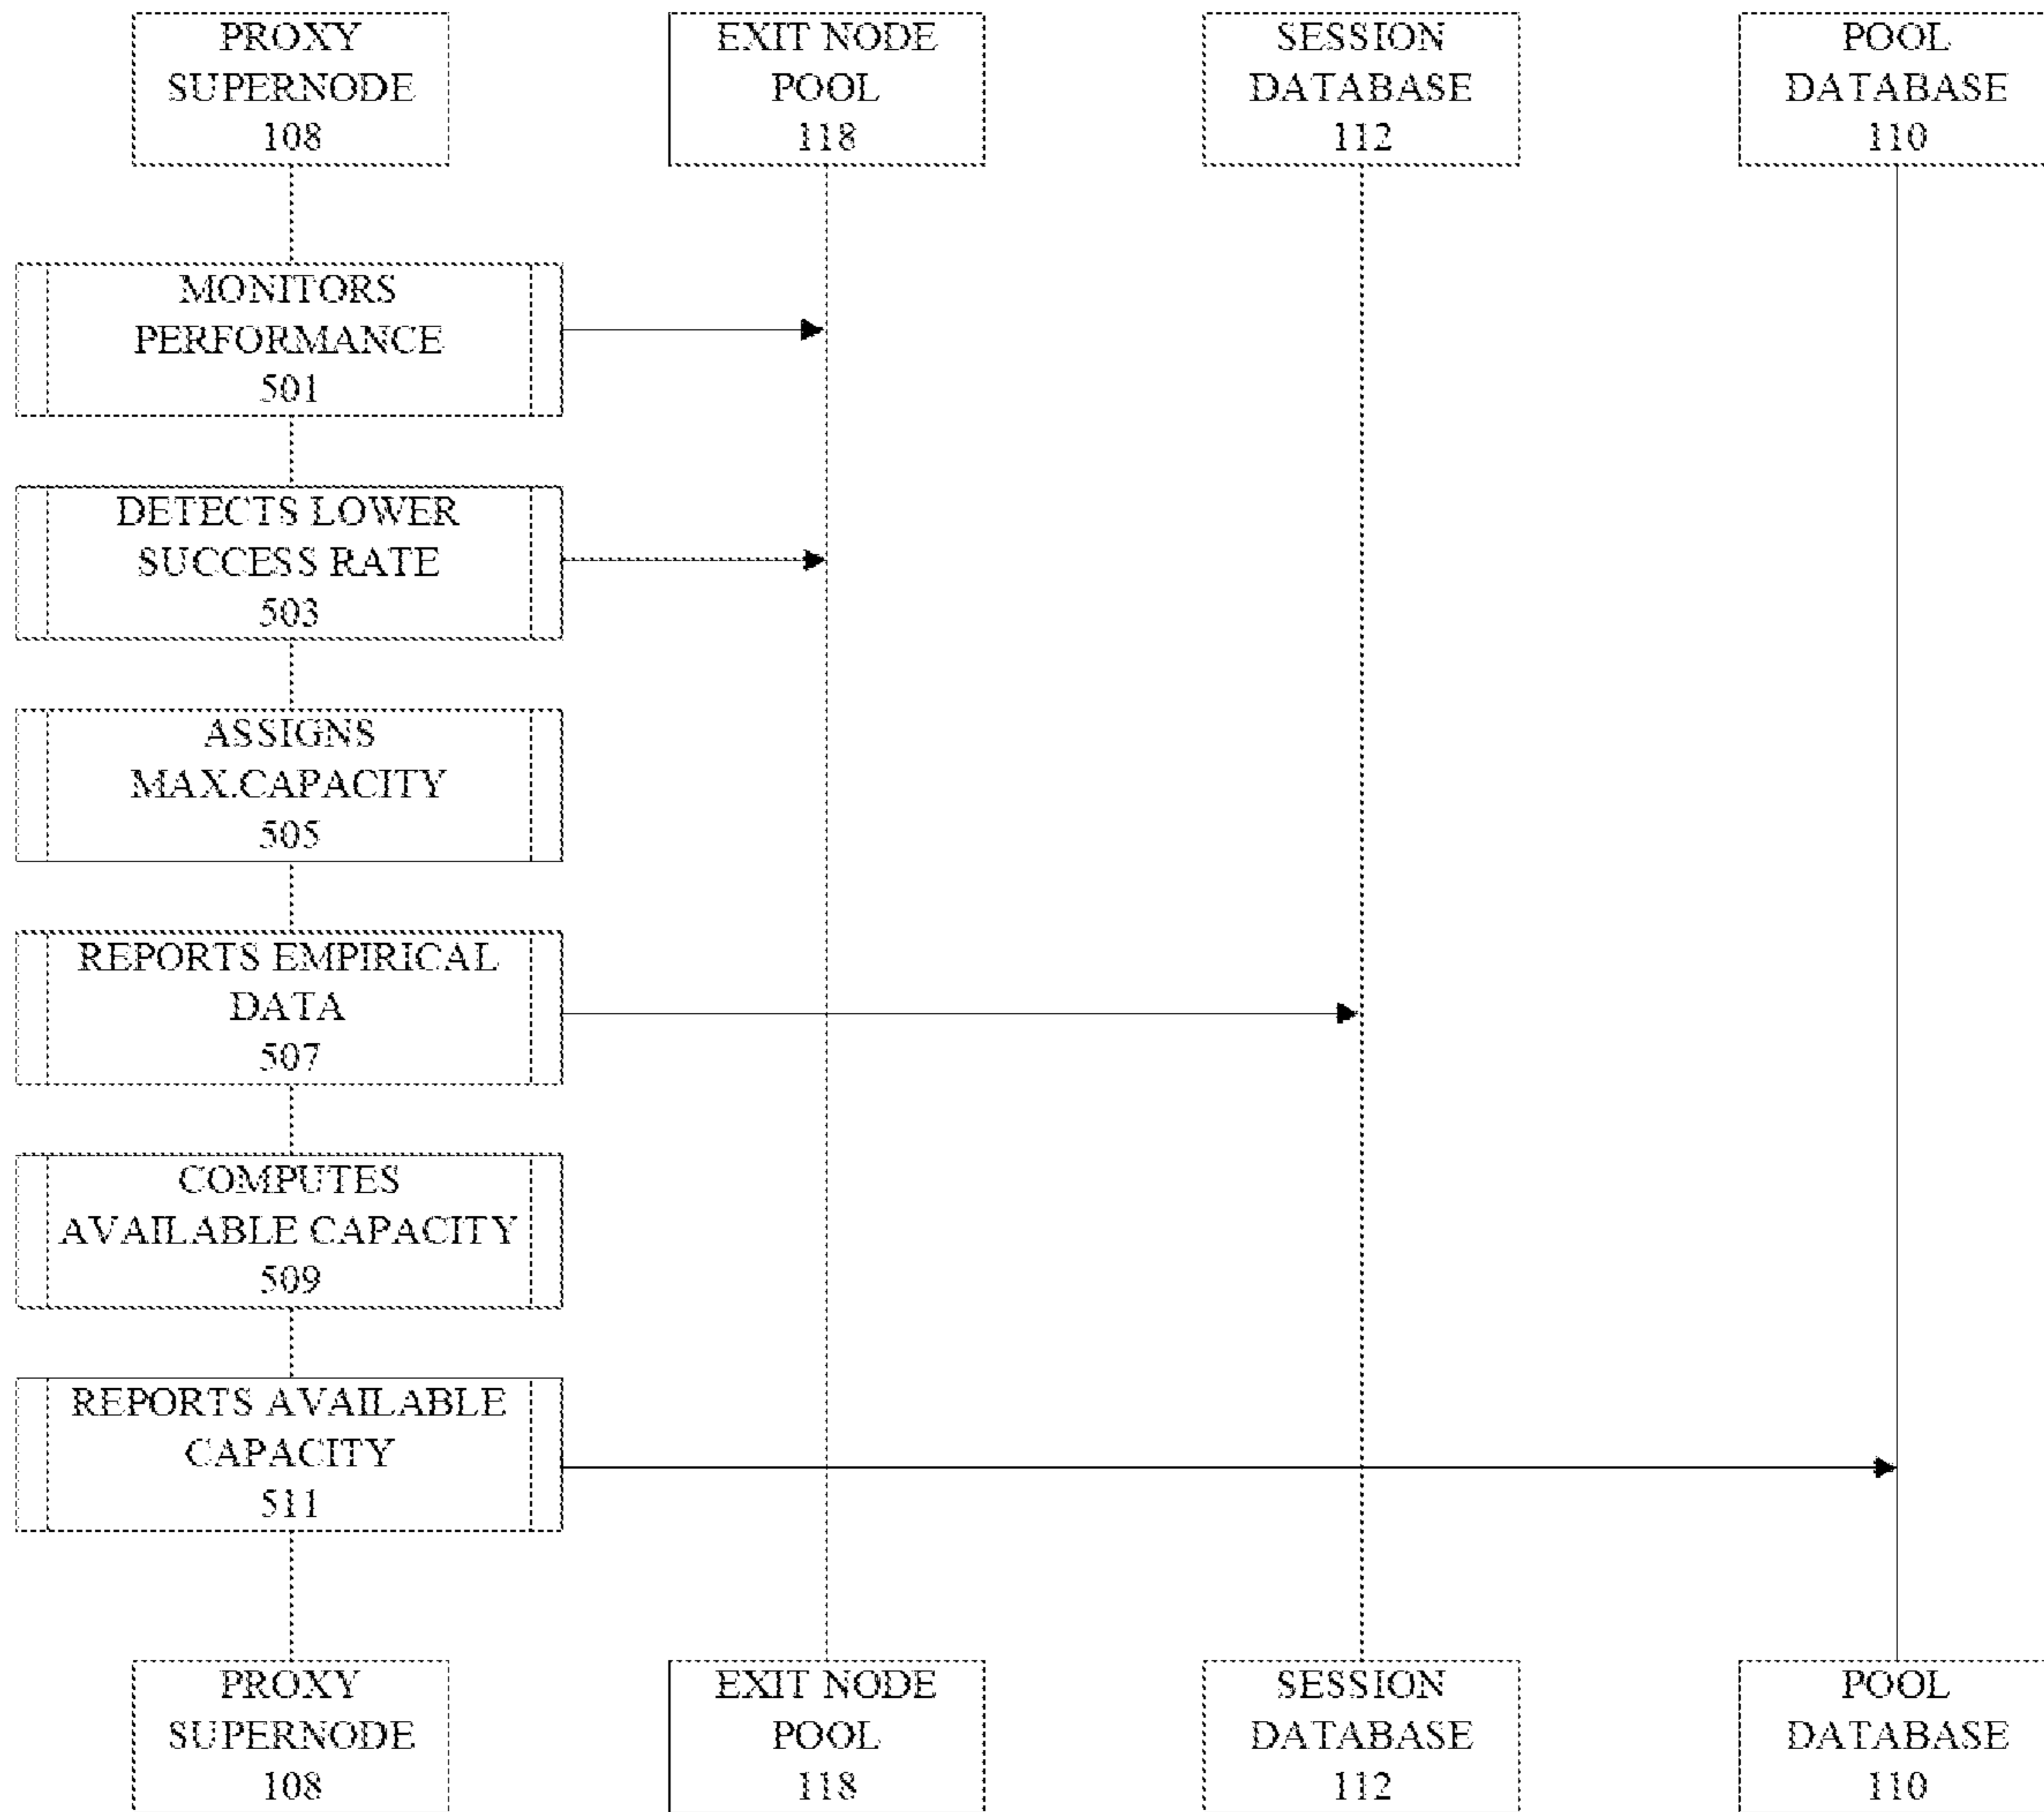 PROXY
SUPERNODE
108
EXIT NODE
POOL
118
SESSION
DATABASE
112
POOL
DATABASE
110
MONITORS
PERFORMANCE
501
DETECTS LOWER
SUCCESS RATE
503
ASSIGNS
MAX.CAPACITY
505
REPORTS EMPIRICAL
DATA
507
COMPUTES
AVAILABLE CAPACITY
509
REPORTS AVAILABLE
CAPACITY
511
PROXY
SUPERNODE
108
EXIT NODE
POOL
118
SESSION
DATABASE
112
POOL
DATABASE
110